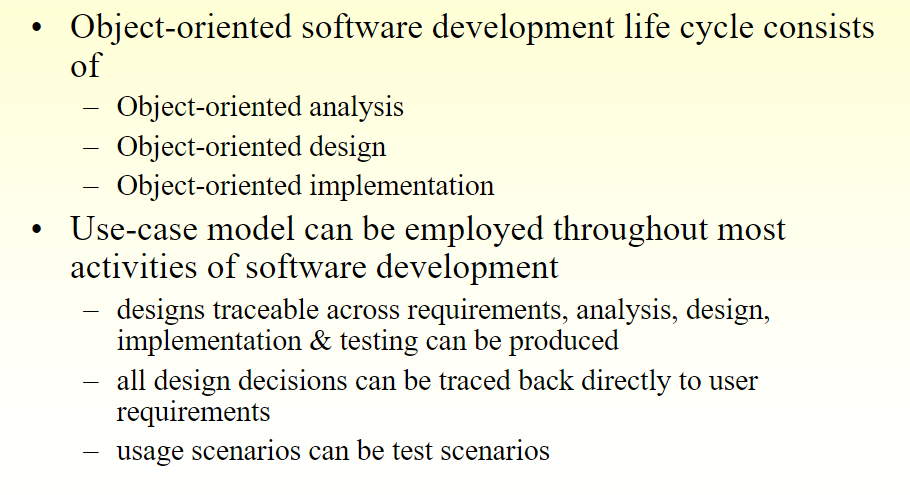 • Object-oriented software development life cycle consists
of
– Object-oriented analysis
– Object-oriented design
– Object-oriented implementation
• Use-case model can be employed throughout most
activities of software development
– designs traceable across requirements, analysis, design,
implementation & testing can be produced
– all design decisions can be traced back directly to user
requirements
– usage scenarios can be test scenarios